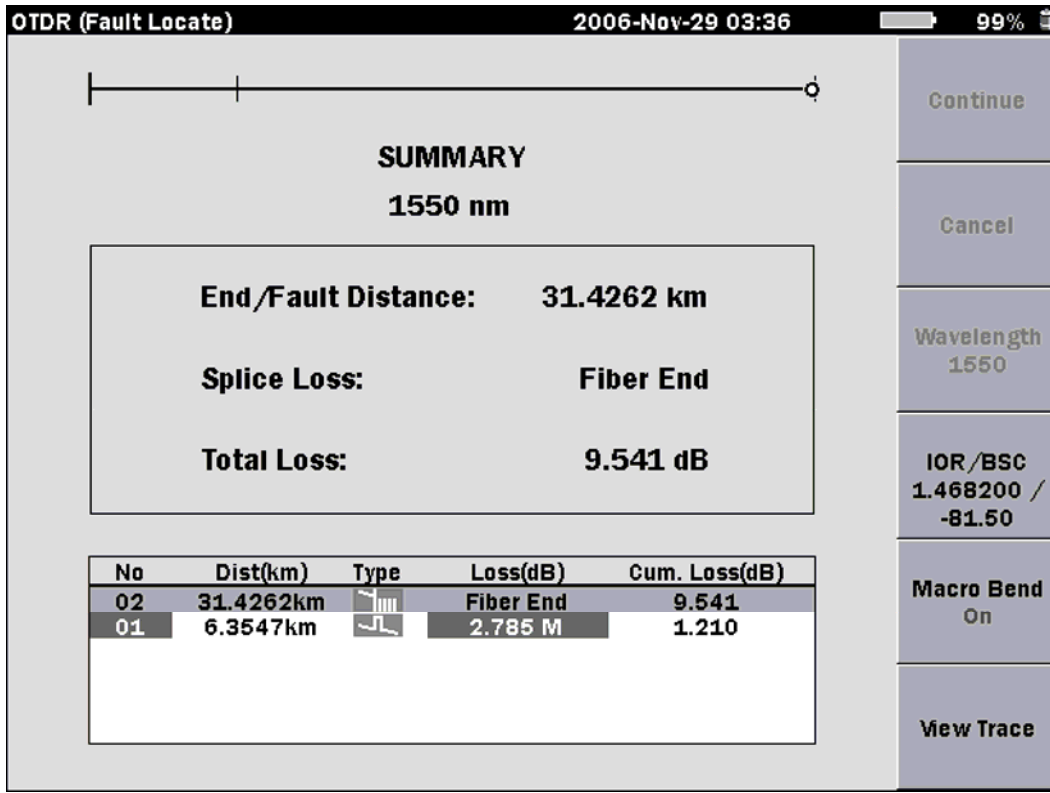 OTDR (Fault Locate) 2006-Nov-29 03:36 99%
SUMMARY
1550 nm
End/Fault Distance: 31.4262 km
Splice Loss: Fiber End
Total Loss: 9.541 dB
No Dist(km) Type Loss(dB) Cum. Loss(dB)
02 31.4262km Fiber End 9.541
01 6.3547km 2.785 M 1.210
Continue
Cancel
Wavelength
1550
IOR/BSC
1.468200 /
-81.50
Macro Bend
On
View Trace